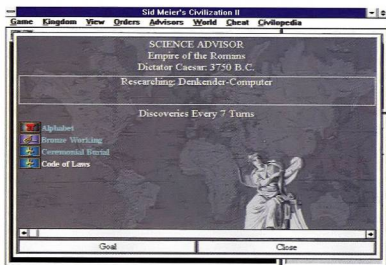 Sid Meier's Civilization II
Game Kingdom View Orders Advisors World Cheat Civilopedia
SCIENCE ADVISOR
Empire of the Romans
Dictator Caesar: 3750 B.C.
Researching: Denkender-Computer
Discoveries Every 7 Turns
Alphabet
Bronze Working
Ceremonial Burial
Code of Laws
Goal Close